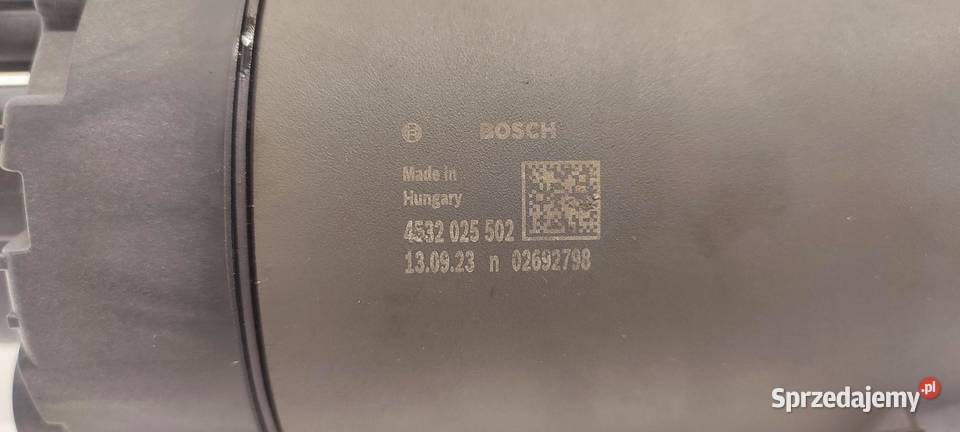 BOSCH
Made in
Hungary
4532 025 502
13.09.23 n 02692798
Sprzedajemy.pl